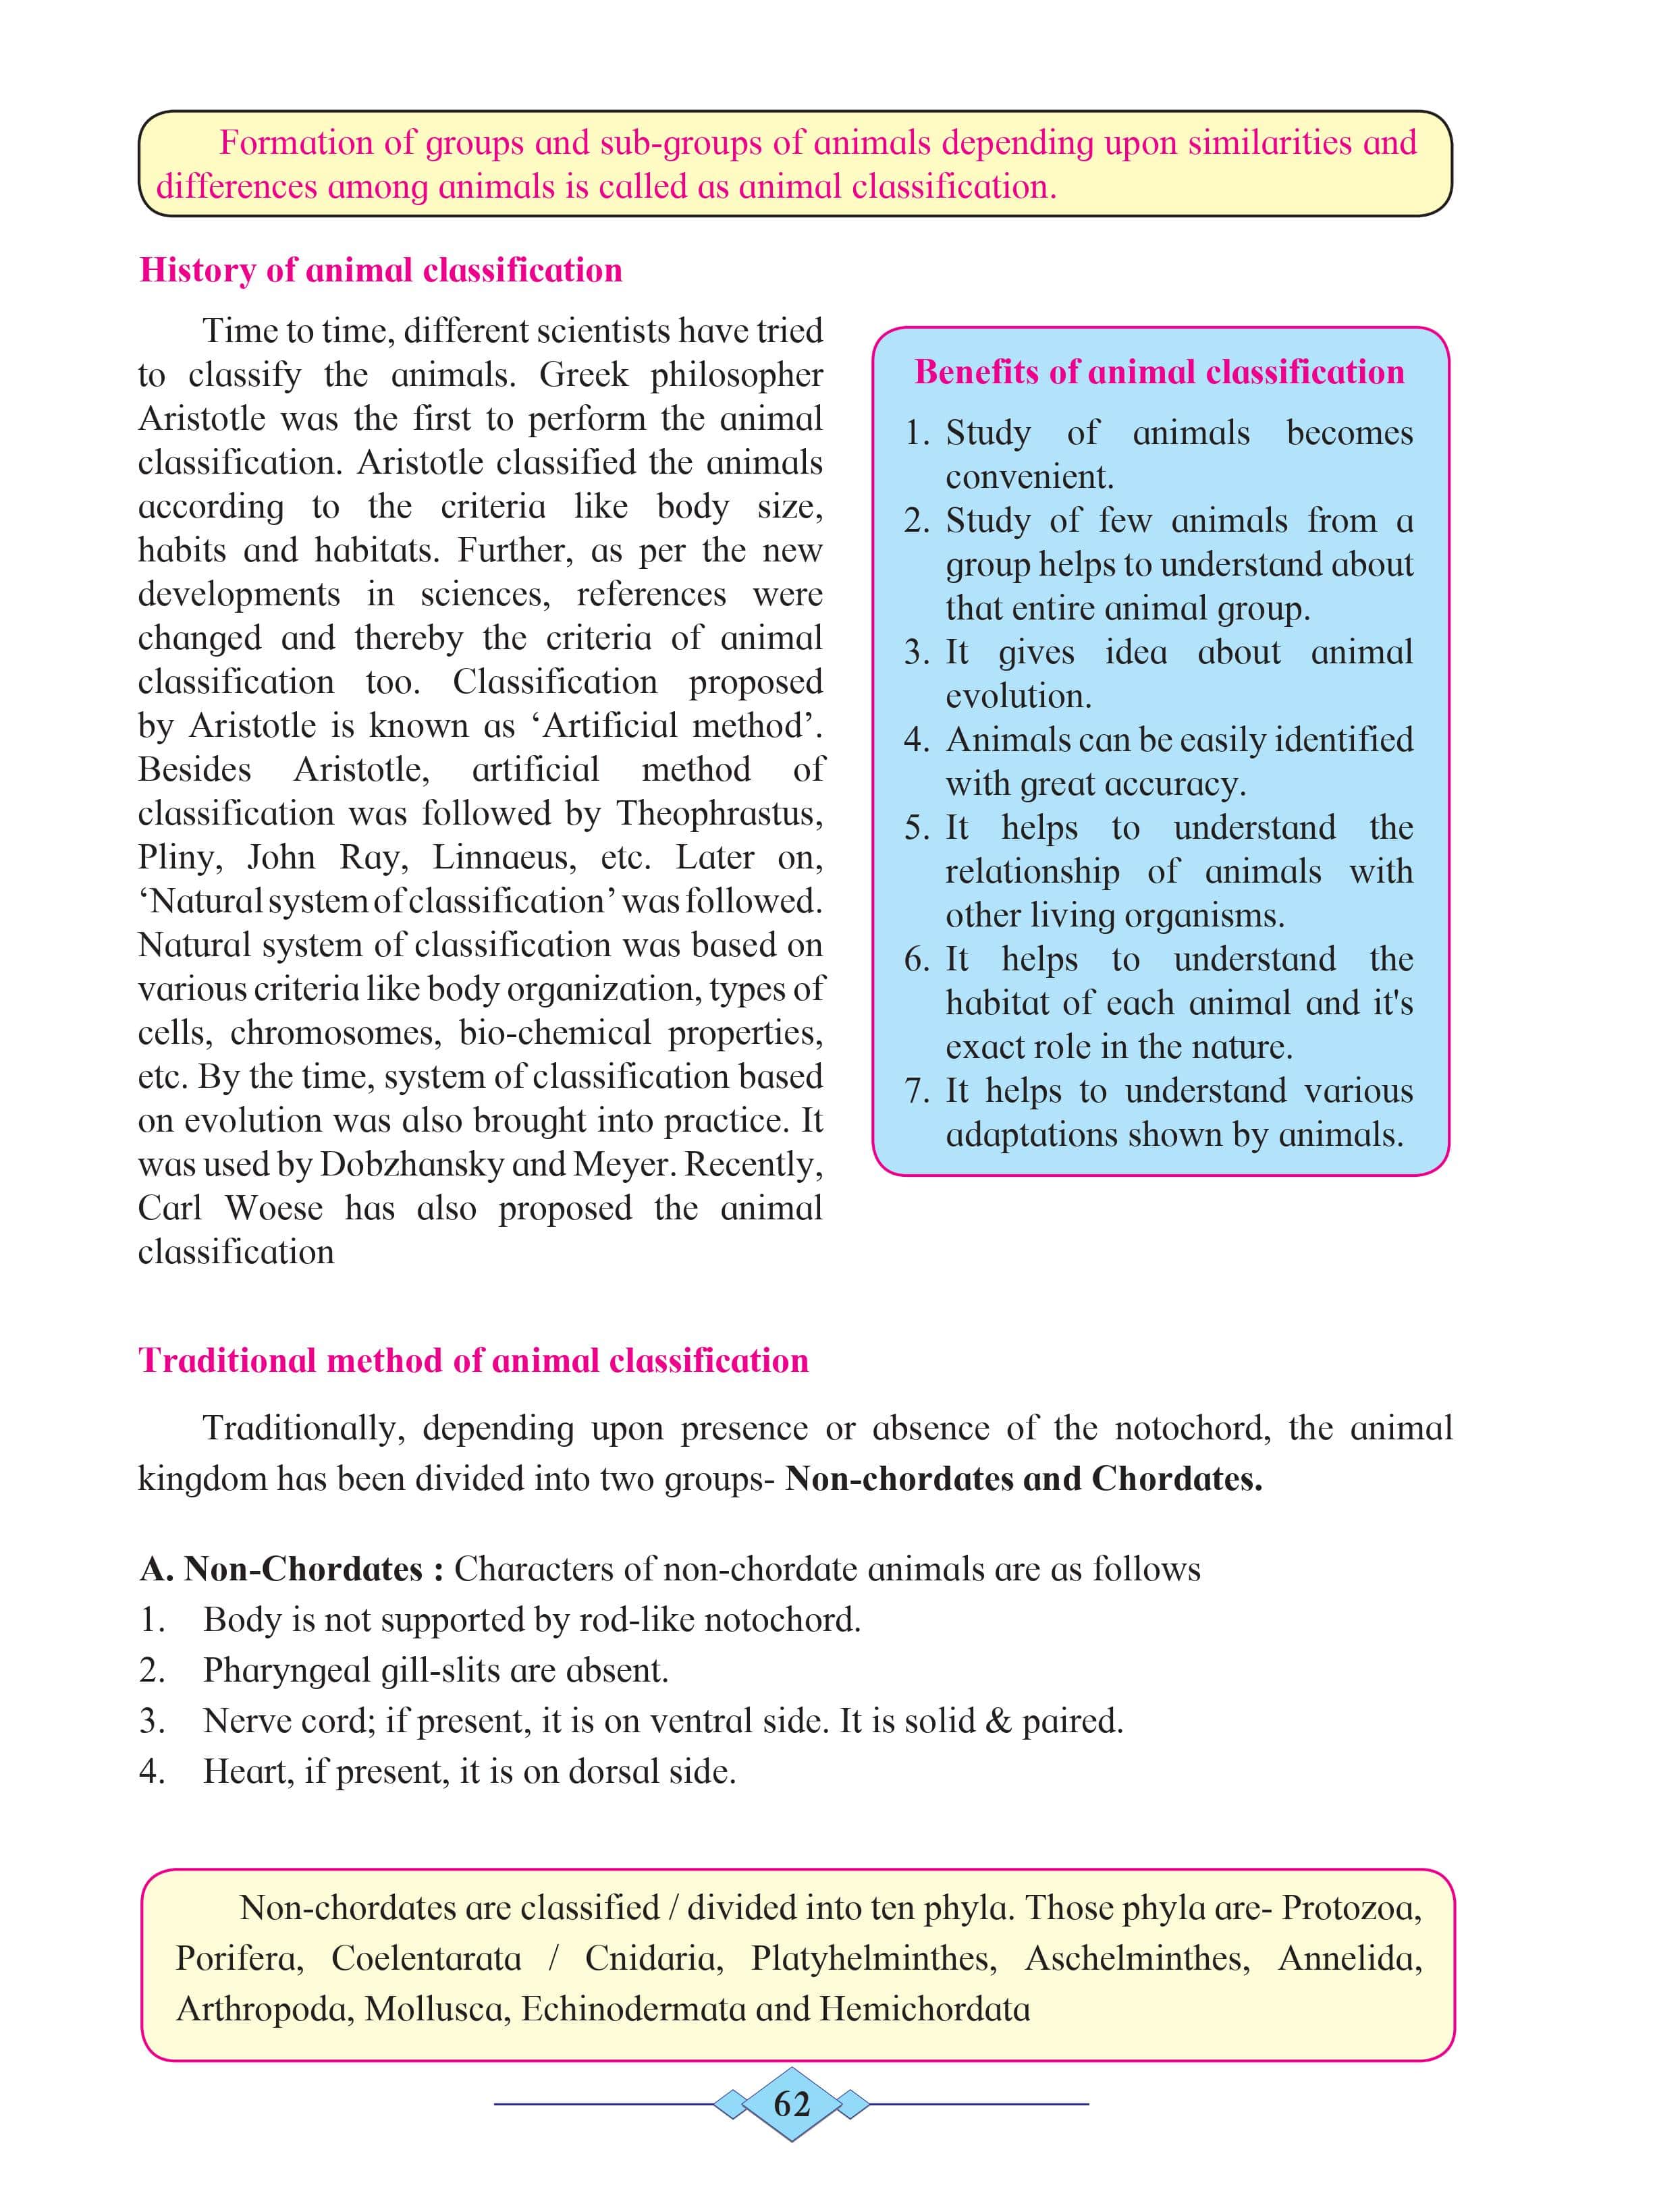 Formation of groups and sub-groups of animals depending upon similarities and
differences among animals is called as animal classification.
History of animal classification
Time to time, different scientists have tried
to classify the animals. Greek philosopher
Aristotle was the first to perform the animal
classification. Aristotle classified the animals
according to the criteria like body size,
habits and habitats. Further, as per the new
developments in sciences, references were
changed and thereby the criteria of animal
classification too. Classification proposed
by Aristotle is known as ‘Artificial method’.
Besides Aristotle, artificial method of
classification was followed by Theophrastus,
Pliny, John Ray, Linnaeus, etc. Later on,
‘Natural system of classification’ was followed.
Natural system of classification was based on
various criteria like body organization, types of
cells, chromosomes, bio-chemical properties,
etc. By the time, system of classification based
on evolution was also brought into practice. It
was used by Dobzhansky and Meyer. Recently,
Carl Woese has also proposed the animal
classification
Benefits of animal classification
1. Study of animals becomes
convenient.
2. Study of few animals from a
group helps to understand about
that entire animal group.
3. It gives idea about animal
evolution.
4. Animals can be easily identified
with great accuracy.
5. It helps to understand the
relationship of animals with
other living organisms.
6. It helps to understand the
habitat of each animal and it's
exact role in the nature.
7. It helps to understand various
adaptations shown by animals.
Traditional method of animal classification
Traditionally, depending upon presence or absence of the notochord, the animal
kingdom has been divided into two groups- Non-chordates and Chordates.
A. Non-Chordates : Characters of non-chordate animals are as follows
1. Body is not supported by rod-like notochord.
2. Pharyngeal gill-slits are absent.
3. Nerve cord; if present, it is on ventral side. It is solid & paired.
4. Heart, if present, it is on dorsal side.
Non-chordates are classified / divided into ten phyla. Those phyla are- Protozoa,
Porifera, Coelentarata / Cnidaria, Platyhelminthes, Aschelminthes, Annelida,
Arthropoda, Mollusca, Echinodermata and Hemichordata
62